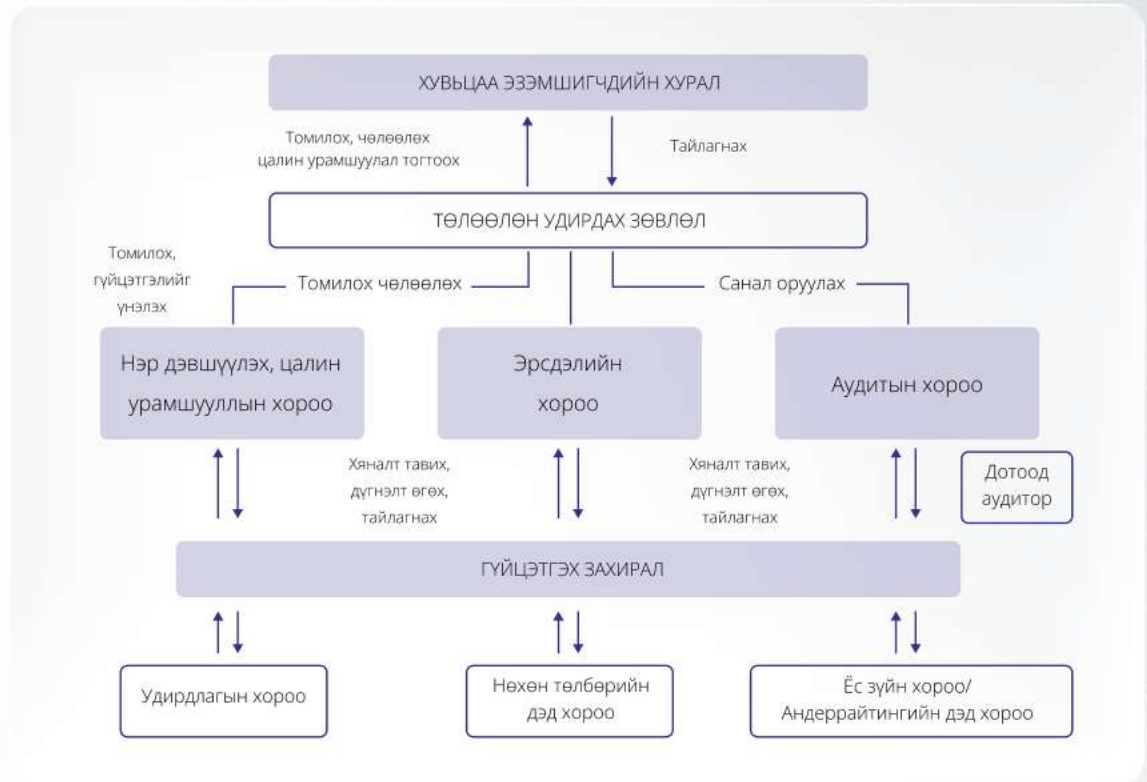 ХУВЬЦАА ЭЗЭМШИГЧДИЙН ХУРАЛ
Томилох, чөлөөлөх
цалин урамшуулал тогтоох
Тайлагнах
ТӨЛӨӨЛӨН УДИРДАХ ЗӨВЛӨЛ
Томилох,
гүйцэтгэлийг
үнэлэх
Томилох чөлөөлөх
Санал оруулах
Нэр дэвшүүлэх, цалин
урамшууллын хороо
Эрсдэлийн
хороо
Аудитын хороо
Хяналт тавих,
дүгнэлт өгөх,
тайлагнах
Хяналт тавих,
дүгнэлт өгөх,
тайлагнах
Дотоод
аудитор
ГҮЙЦЭТГЭХ ЗАХИРАЛ
Удирдлагын хороо
Нөхөн төлбөрийн
дэд хороо
Ёс зүйн хороо/
Андеррайтингийн дэд хороо